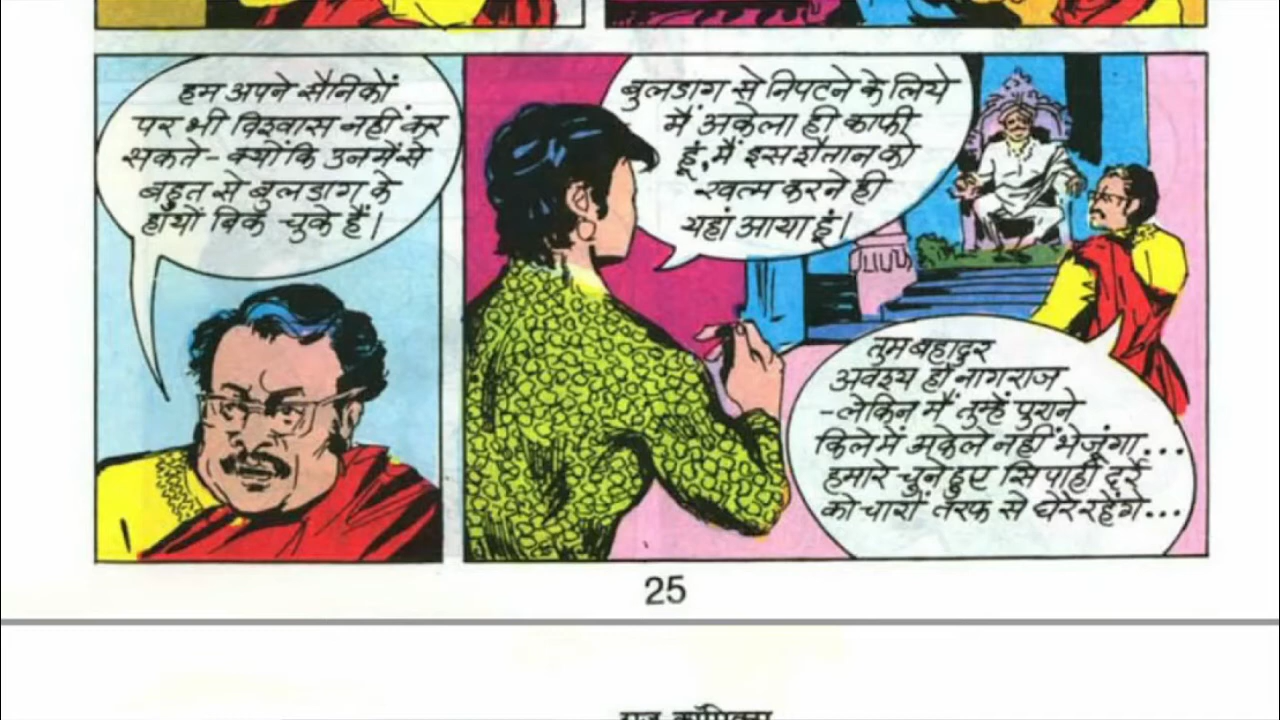 हम अपने सैनिकों
पर भी विश्वास नहीं कर
सकते - क्योंकि उनमें से
बहुत से बुलडाग के
हाथों बिक चुके हैं।
बुलडाग से निपटने के लिये
मैं अकेला ही काफी
हूं, मैं इस शैतान को
खत्म करने ही
यहां आया हूं।
तुम बहादुर
अवश्य हो नागराज
-लेकिन मैं तुम्हें पुराने
किले में अकेले नहीं भेजूंगा...
हमारे चुने हुए सिपाही दर्रे
को चारों तरफ से घेरे रहेंगे...
25
राज कॉमिक्स